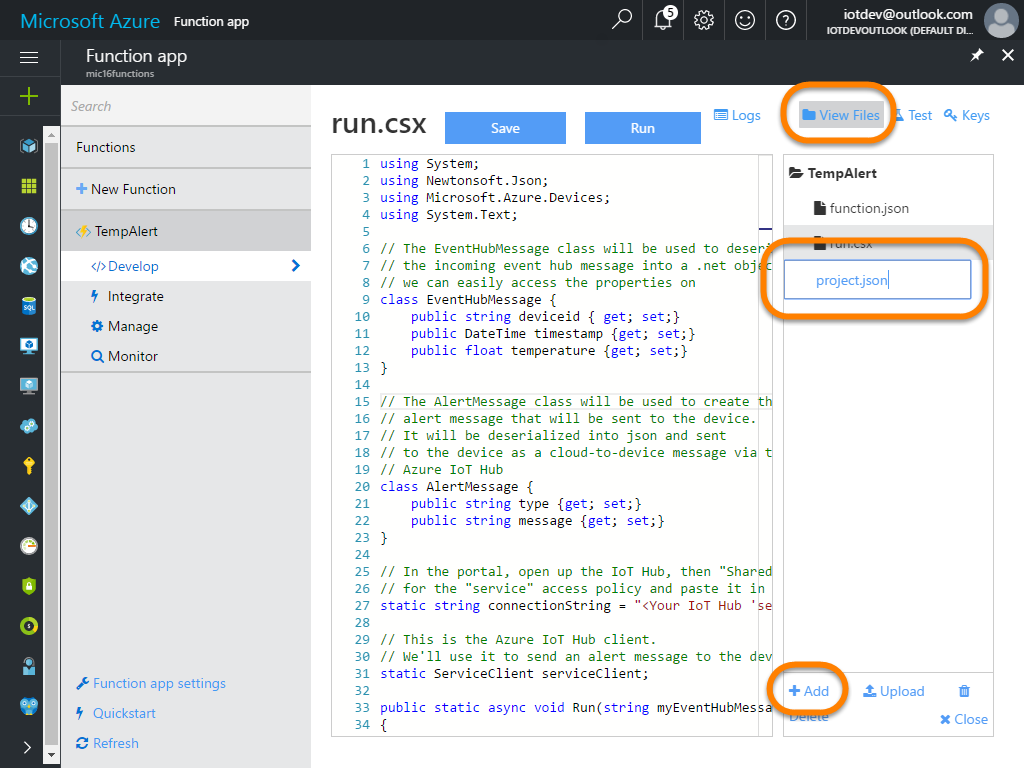 Microsoft Azure Function app
5
iotdev@outlook.com
IOTDEVOUTLOOK (DEFAULT DI...
Function app
mic16functions
Search
Functions
New Function
TempAlert
Develop
Integrate
Manage
Monitor
Function app settings
Quickstart
Refresh
SQL
run.csx
Save
Run
Logs
View Files
Test
Keys
1 using System;
2 using Newtonsoft.Json;
3 using Microsoft.Azure.Devices;
4 using System.Text;
5
6 // The EventHubMessage class will be used to deseri
7 // the incoming event hub message into a .net objec
8 // we can easily access the properties on
9 class EventHubMessage {
10 public string deviceid { get; set;}
11 public DateTime timestamp {get; set;}
12 public float temperature {get; set;}
13 }
14
15 // The AlertMessage class will be used to create th
16 // alert message that will be sent to the device.
17 // It will be deserialized into json and sent
18 // to the device as a cloud-to-device message via t
19 // Azure IoT Hub
20 class AlertMessage {
21 public string type {get; set;}
22 public string message {get; set;}
23 }
24
25 // In the portal, open up the IoT Hub, then "Shared
26 // for the "service" access policy and paste it in
27 static string connectionString = "<Your IoT Hub 'se
28
29 // This is the Azure IoT Hub client.
30 // We'll use it to send an alert message to the dev
31 static ServiceClient serviceClient;
32
33 public static async void Run(string myEventHubMessa
34 {
TempAlert
function.json
run.csx
project.json
Add
Upload
Delete
Close